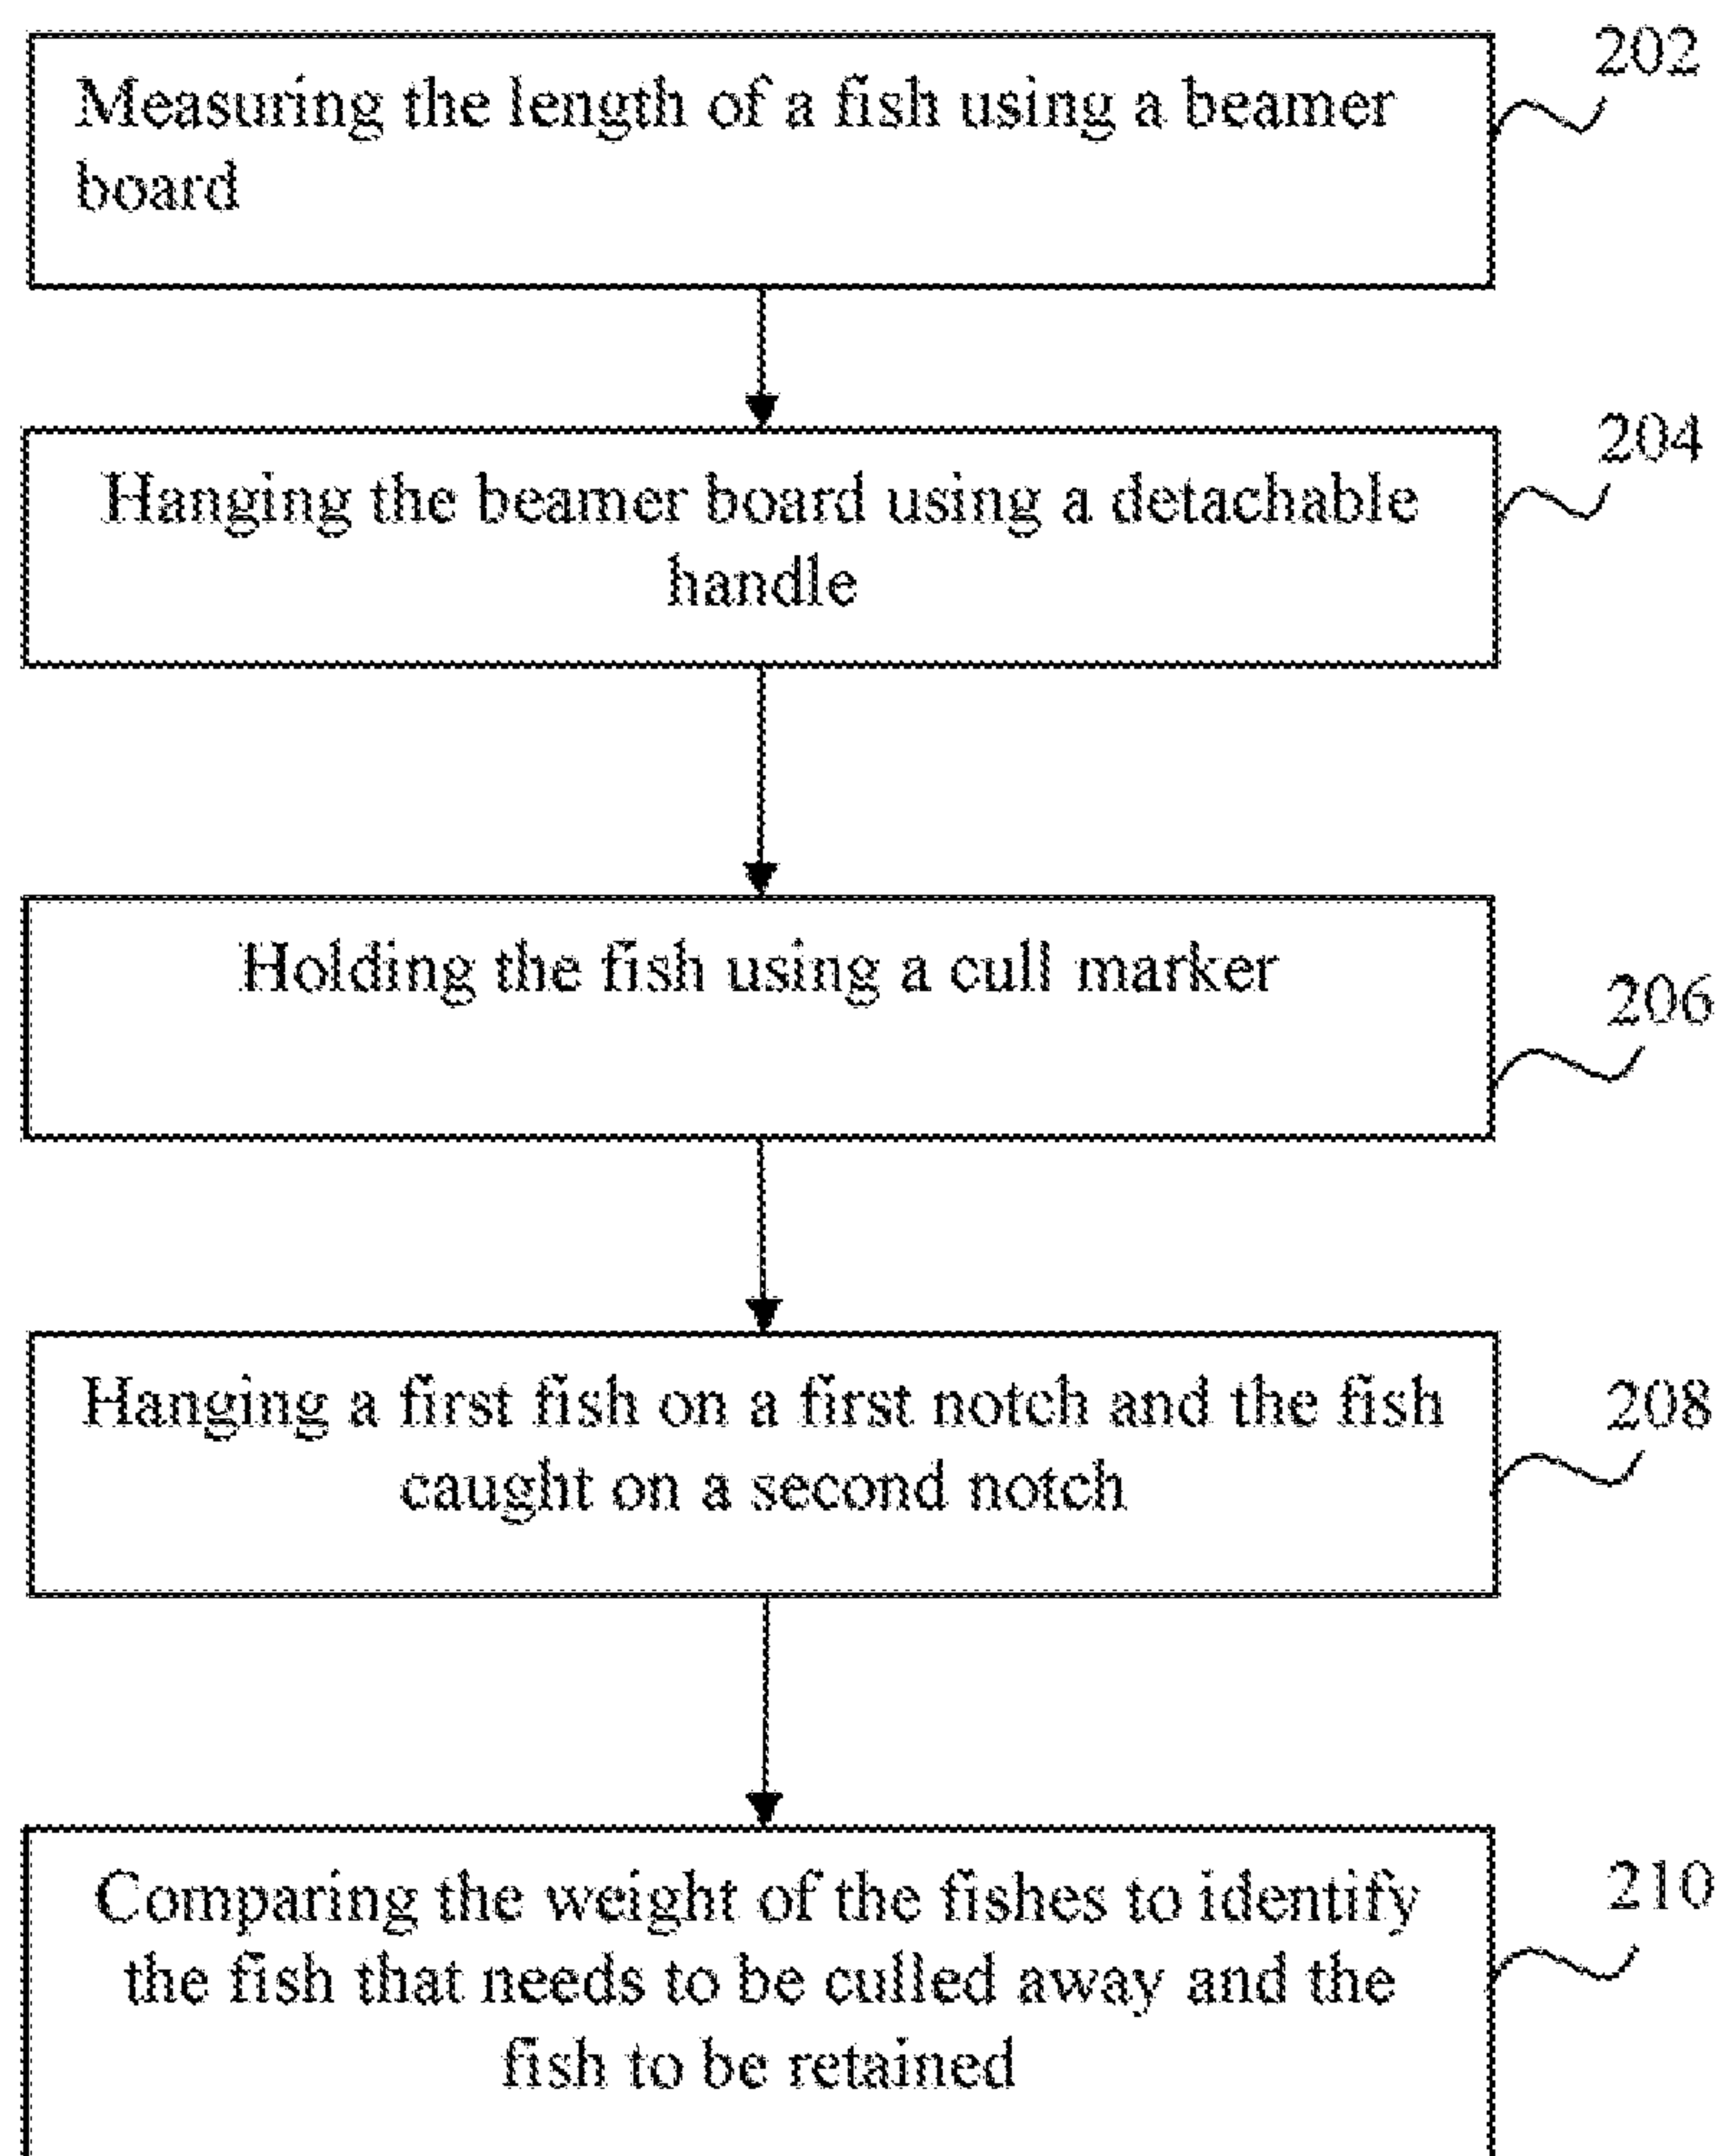 202
Measuring the length of a fish using a beamer
board
204
Hanging the beamer board using a detachable
handle
Holding the fish using a cull marker
206
Hanging a first fish on a first notch and the fish
caught on a second notch
208
Comparing the weight of the fishes to identify
the fish that needs to be culled away and the
fish to be retained
210